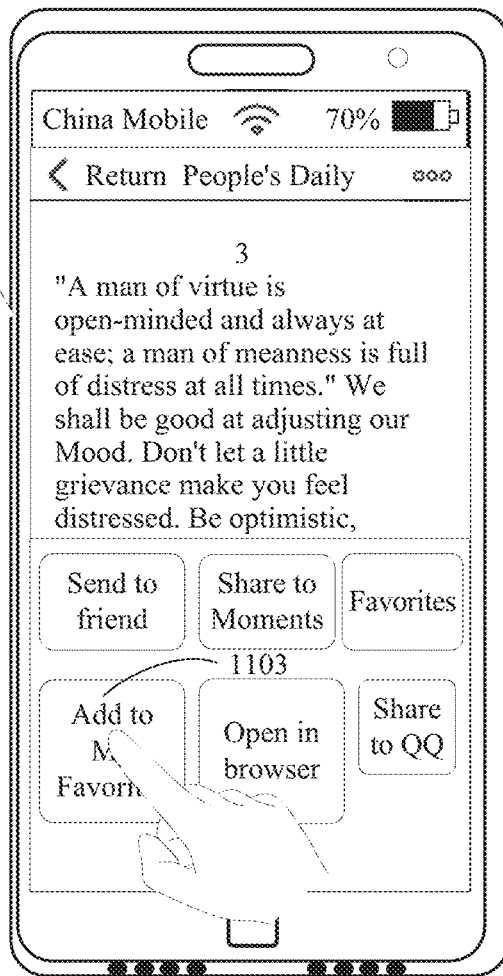 China Mobile 70%
Return People's Daily
3
"A man of virtue is
open-minded and always at
ease; a man of meanness is full
of distress at all times." We
shall be good at adjusting our
Mood. Don't let a little
grievance make you feel
distressed. Be optimistic,
Send to
friend
Share to
Moments
Favorites
1103
Add to
Open in
browser
Share
to QQ